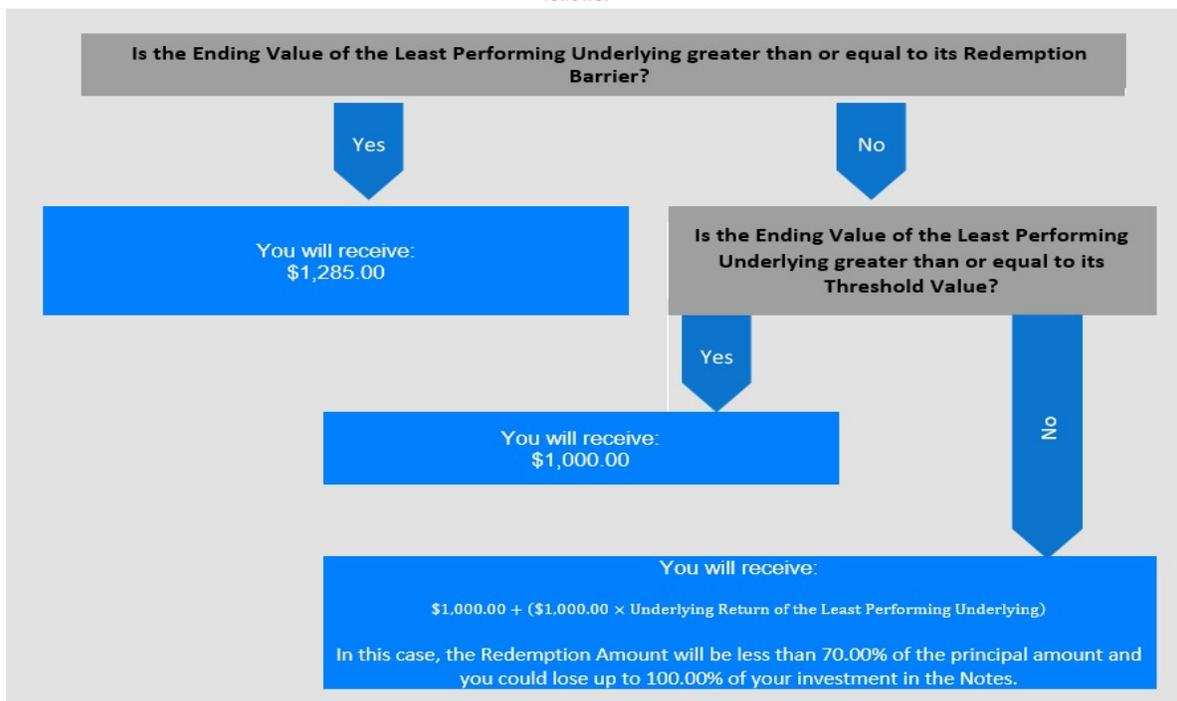 Is the Ending Value of the Least Performing Underlying greater than or equal to its Redemption
Barrier?
Yes
No
You will receive:
$1,285.00
Is the Ending Value of the Least Performing
Underlying greater than or equal to its
Threshold Value?
Yes
No
You will receive:
$1,000.00
You will receive:
$1,000.00 + ($1,000.00 × Underlying Return of the Least Performing Underlying)
In this case, the Redemption Amount will be less than 70.00% of the principal amount and
you could lose up to 100.00% of your investment in the Notes.